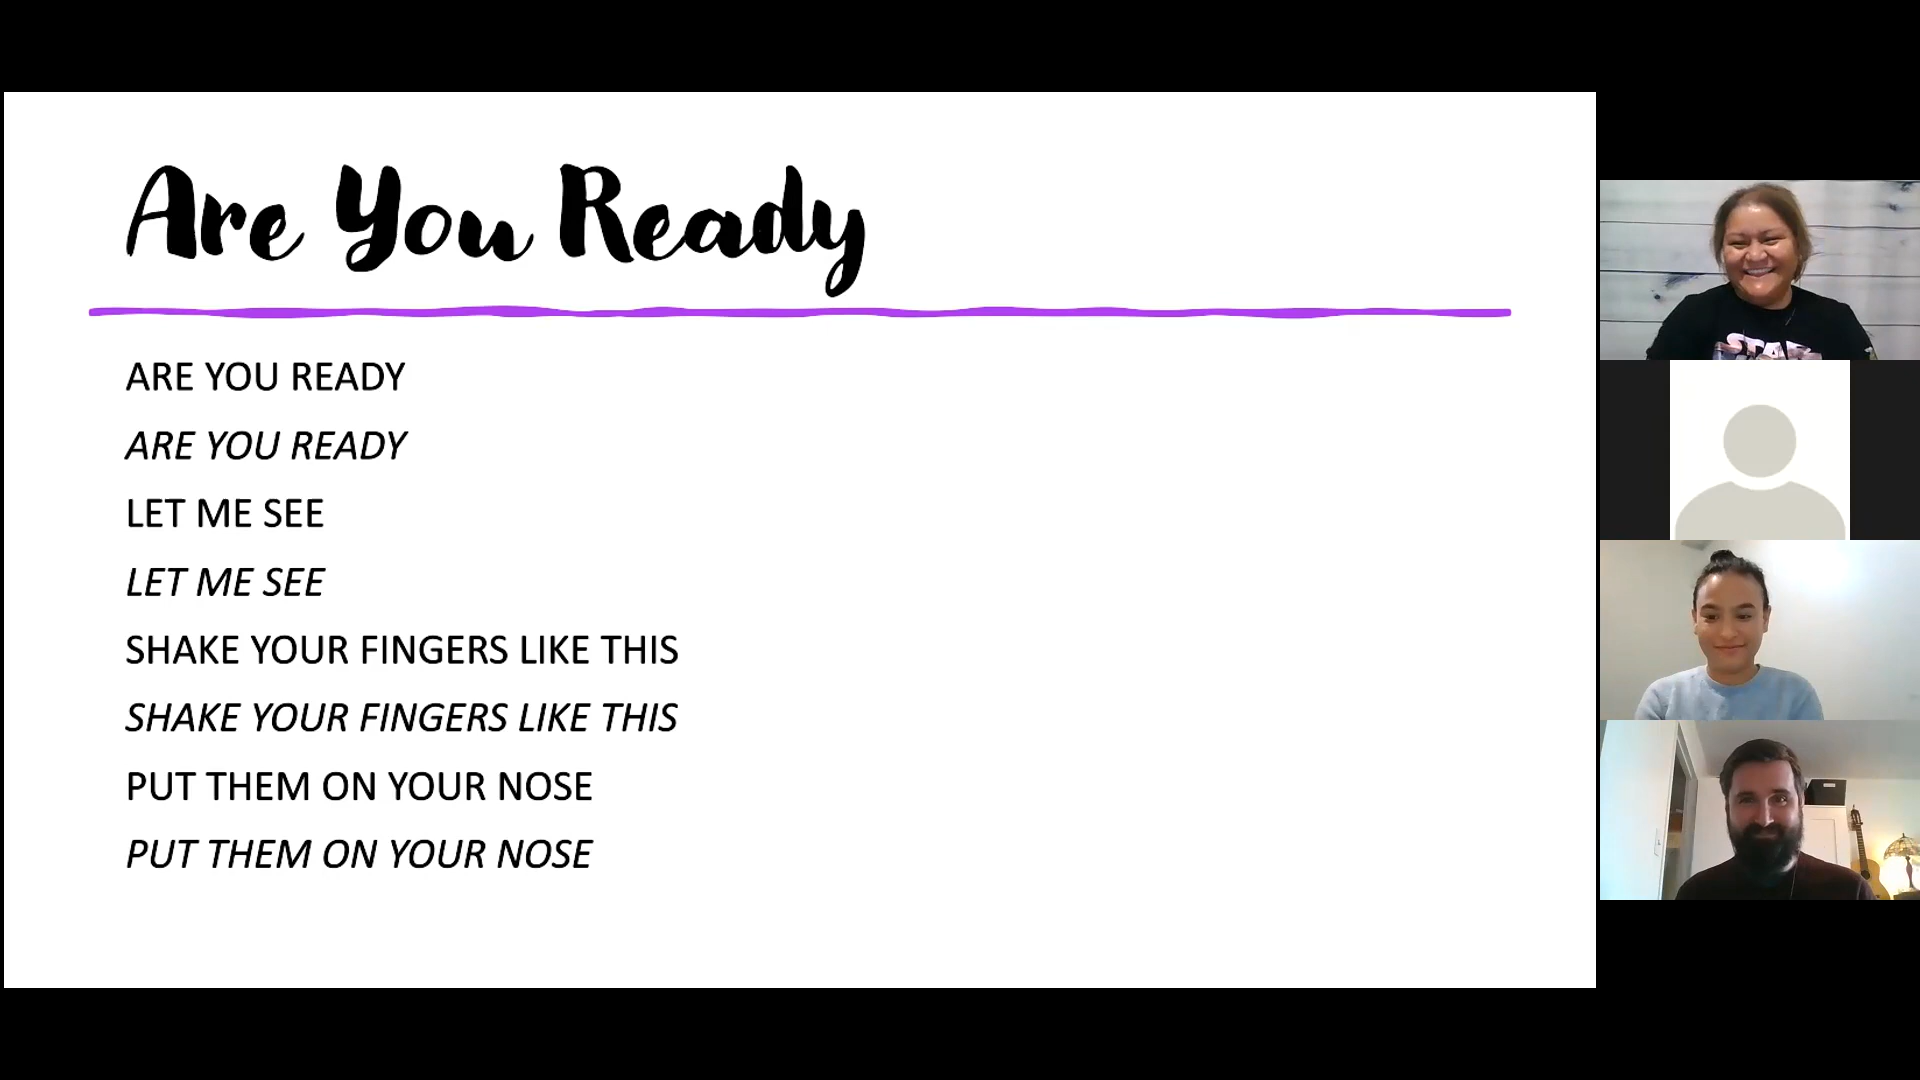 Are You Ready
ARE YOU READY
ARE YOU READY
LET ME SEE
LET ME SEE
SHAKE YOUR FINGERS LIKE THIS
SHAKE YOUR FINGERS LIKE THIS
PUT THEM ON YOUR NOSE
PUT THEM ON YOUR NOSE
STAR